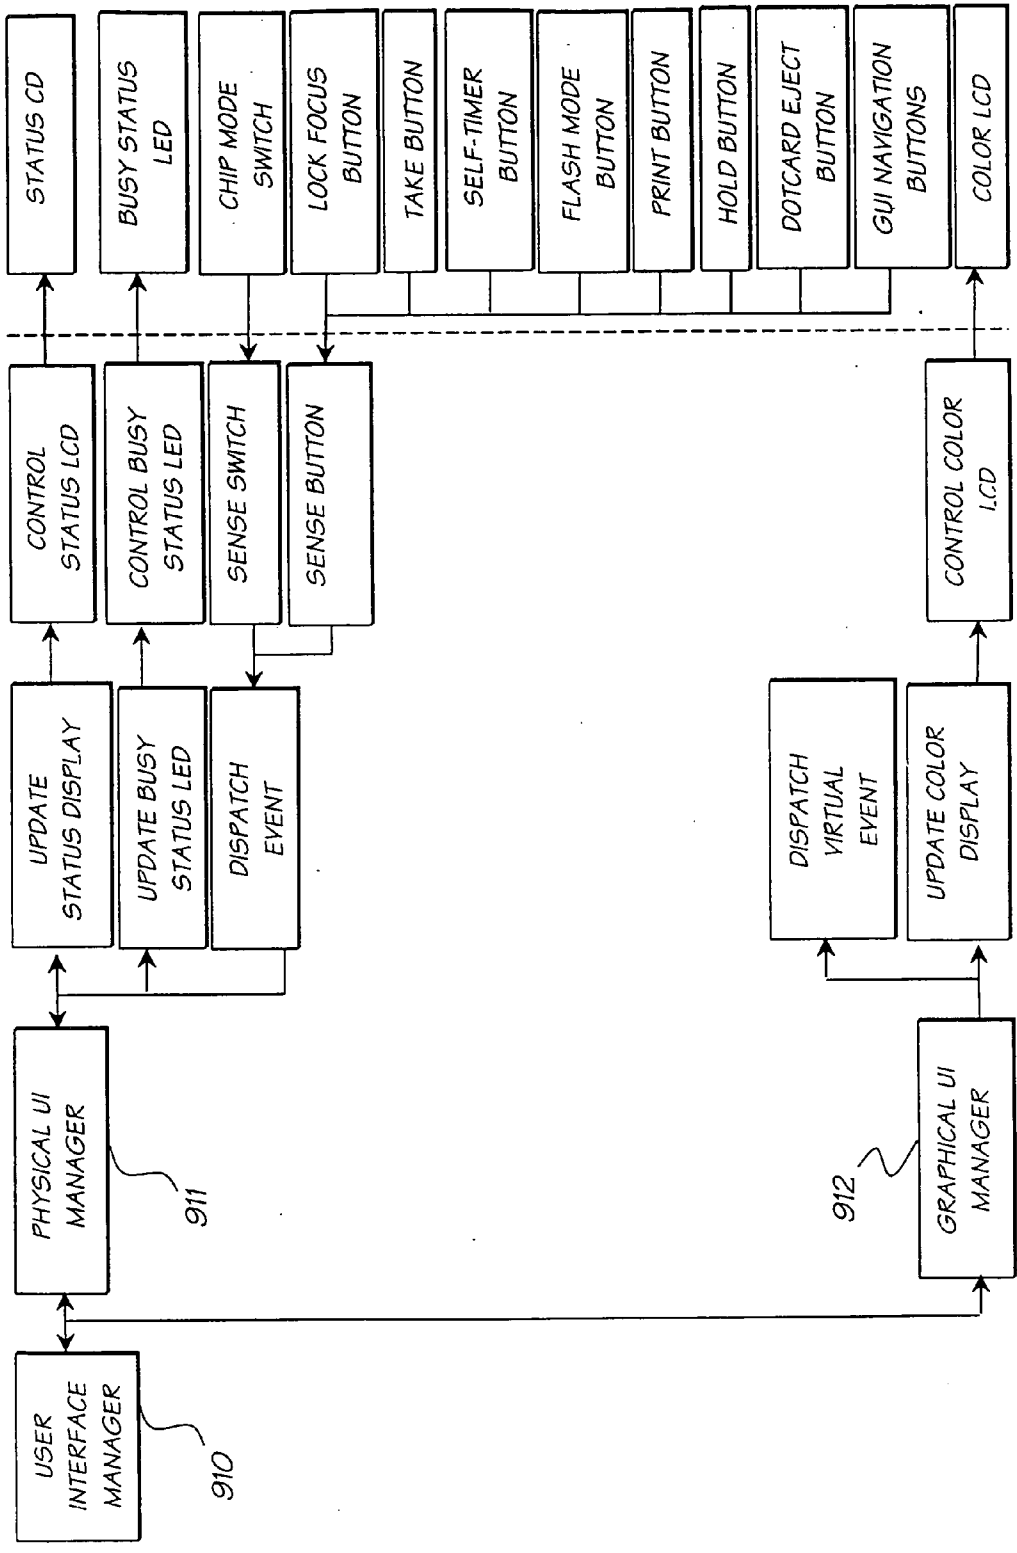 USER
INTERFACE
MANAGER
910
PHYSICAL UI
MANAGER
911
UPDATE
STATUS DISPLAY
UPDATE BUSY
STATUS LED
DISPATCH
EVENT
CONTROL
STATUS LCD
CONTROL BUSY
STATUS LED
SENSE SWITCH
SENSE BUTTON
STATUS CD
BUSY STATUS
LED
CHIP MODE
SWITCH
LOCK FOCUS
BUTTON
TAKE BUTTON
SELF-TIMER
BUTTON
FLASH MODE
BUTTON
PRINT BUTTON
HOLD BUTTON
DOTCARD EJECT
BUTTON
GUI NAVIGATION
BUTTONS
COLOR LCD
912
GRAPHICAL UI
MANAGER
DISPATCH
VIRTUAL
EVENT
UPDATE COLOR
DISPLAY
CONTROL COLOR
LCD